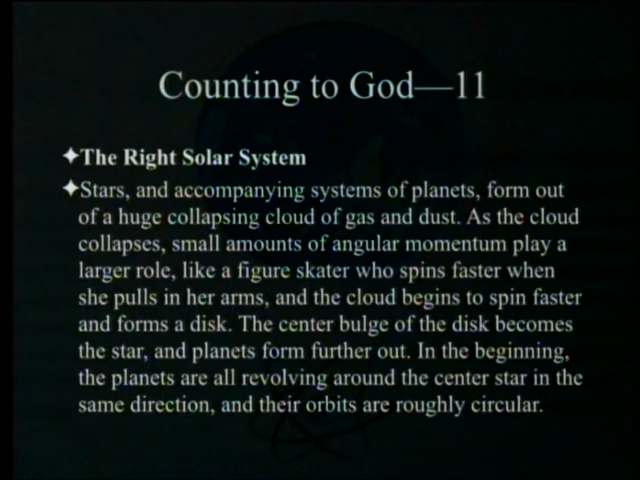 Counting to God—11
✦The Right Solar System
✦Stars, and accompanying systems of planets, form out
of a huge collapsing cloud of gas and dust. As the cloud
collapses, small amounts of angular momentum play a
larger role, like a figure skater who spins faster when
she pulls in her arms, and the cloud begins to spin faster
and forms a disk. The center bulge of the disk becomes
the star, and planets form further out. In the beginning,
the planets are all revolving around the center star in the
same direction, and their orbits are roughly circular.